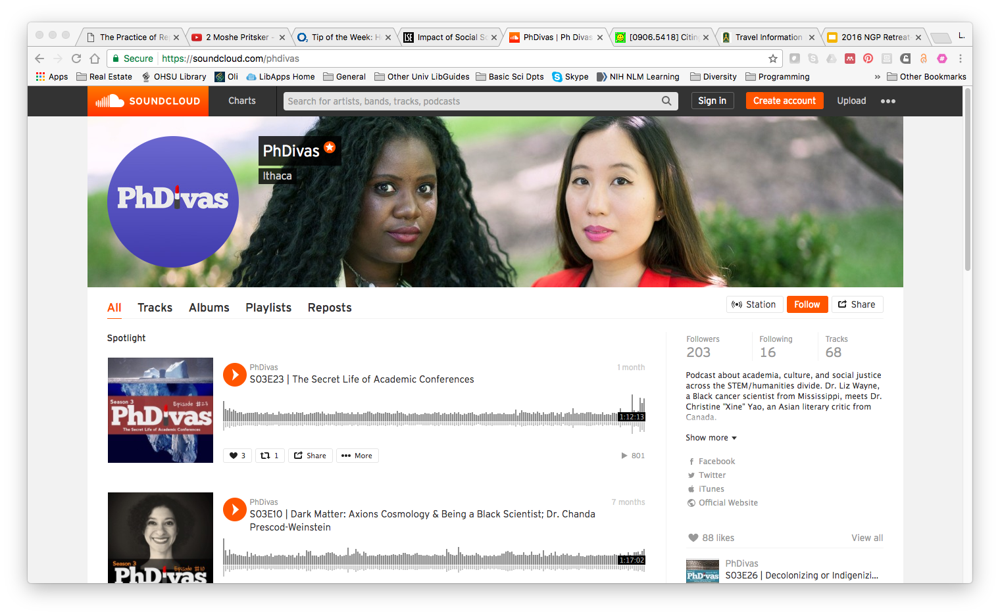 The Practice of Re
2 Moshe Pritsker -
Tip of the Week: H
LSE
Impact of Social Sc
PhDivas | Ph Divas
[0906.5418] Citing
Travel Information
2016 NGP Retreat-
L.
Secure
https://soundcloud.com/phdivas
Apps
Real Estate
OHSU Library
Oli
LibApps Home
General
Other Univ LibGuides
Basic Sci Dpts
Skype
NIH NLM Learning
Diversity
Programming
»
Other Bookmarks
SOUNDCLOUD
Charts
Search for artists, bands, tracks, podcasts
Sign in
Create account
Upload
PhDivas
PhDivas
Ithaca
All
Tracks
Albums
Playlists
Reposts
Station
Follow
Share
Spotlight
Season 3
Episode #23
PhDivas
The Secret Life of Academic Conferences
PhDivas
1 month
S03E23 | The Secret Life of Academic Conferences
1:12:13
3
1
Share
More
801
Season 3
Episode #10
PhDivas
PhDivas
7 months
S03E10 | Dark Matter: Axions Cosmology & Being a Black Scientist; Dr. Chanda
Prescod-Weinstein
1:17:02
Followers
203
Following
16
Tracks
68
Podcast about academia, culture, and social justice
across the STEM/humanities divide. Dr. Liz Wayne,
a Black cancer scientist from Mississippi, meets Dr.
Christine "Xine" Yao, an Asian literary critic from
Canada.
Show more
Facebook
Twitter
iTunes
Official Website
88 likes
View all
PhDivas
PhDivas
S03E26 | Decolonizing or Indigenizi...